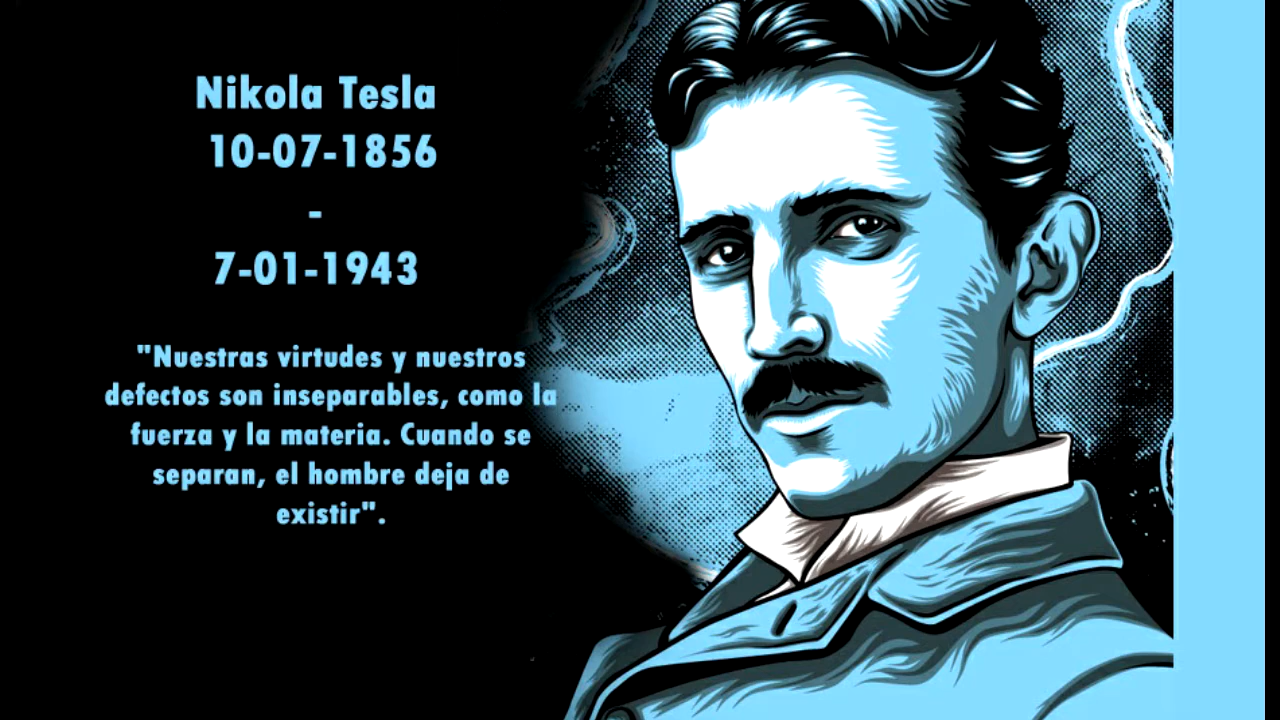 Nikola Tesla
10-07-1856
-
7-01-1943
"Nuestras virtudes y nuestros
defectos son inseparables, como la
fuerza y la materia. Cuando se
separan, el hombre deja de
existir".